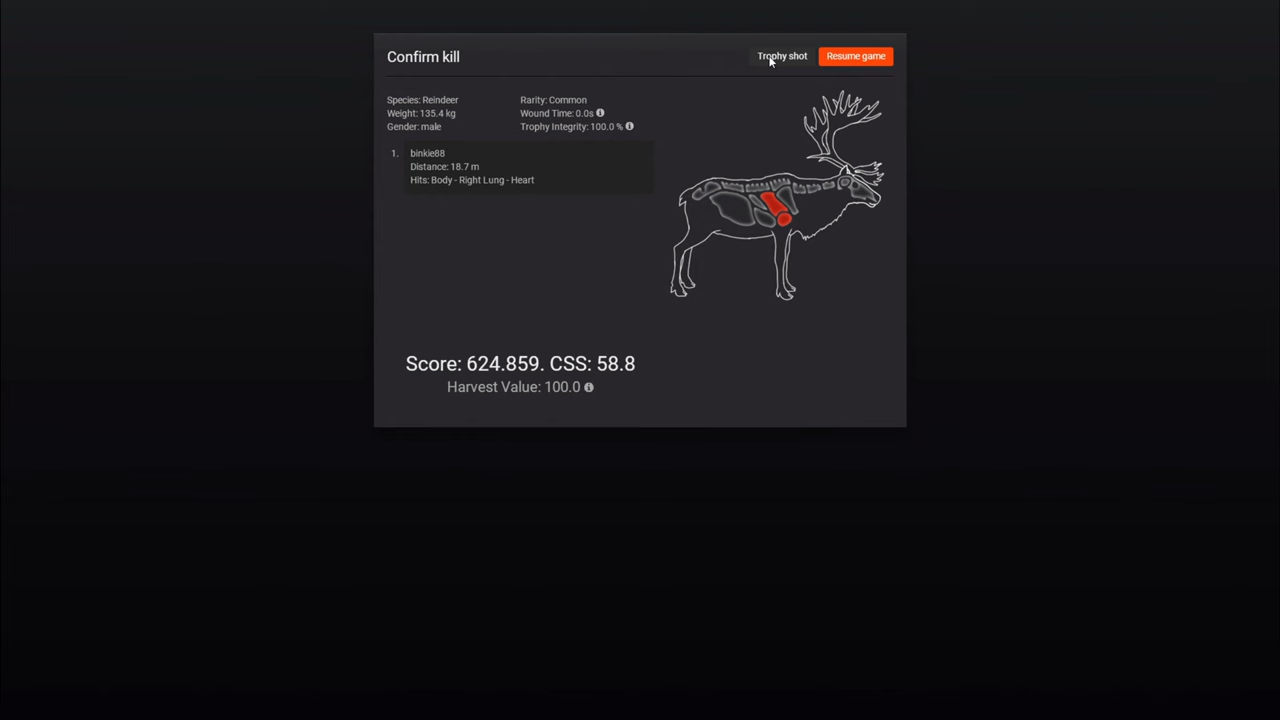 Confirm kill
Trophy shot
Resume game
Species: Reindeer
Weight: 135.4 kg
Gender: male
Rarity: Common
Wound Time: 0.0s
Trophy Integrity: 100.0 %
1. binkie88
Distance: 18.7 m
Hits: Body - Right Lung - Heart
Score: 624.859. CSS: 58.8
Harvest Value: 100.0